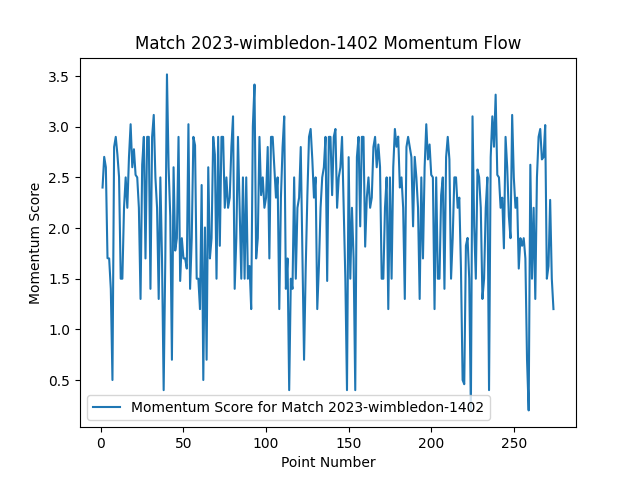 Match 2023-wimbledon-1402 Momentum Flow
Momentum Score
3.5
3.0
2.5
2.0
1.5
1.0
0.5
Momentum Score for Match 2023-wimbledon-1402
0 50 100 150 200 250
Point Number